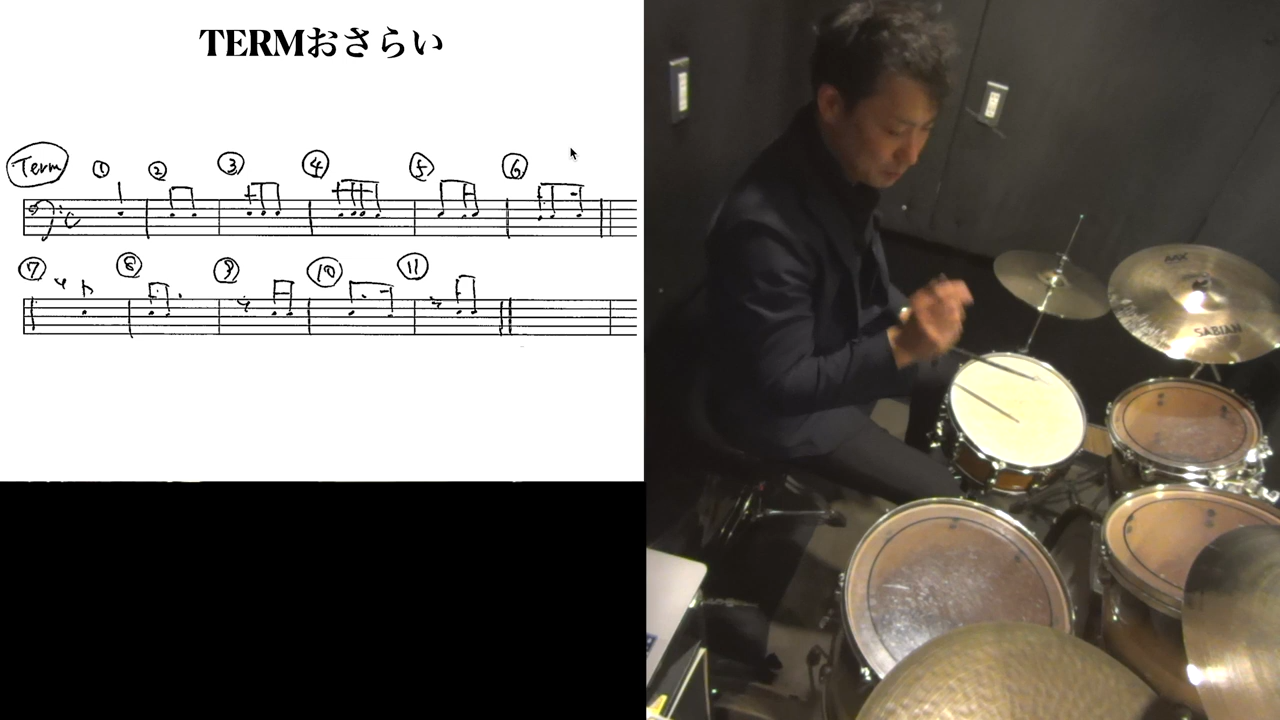 TERMおさらい
Term ① ② ③ ④ ⑤ ⑥
⑦ ⑧ ⑨ ⑩ ⑪
AAX
SABIAN